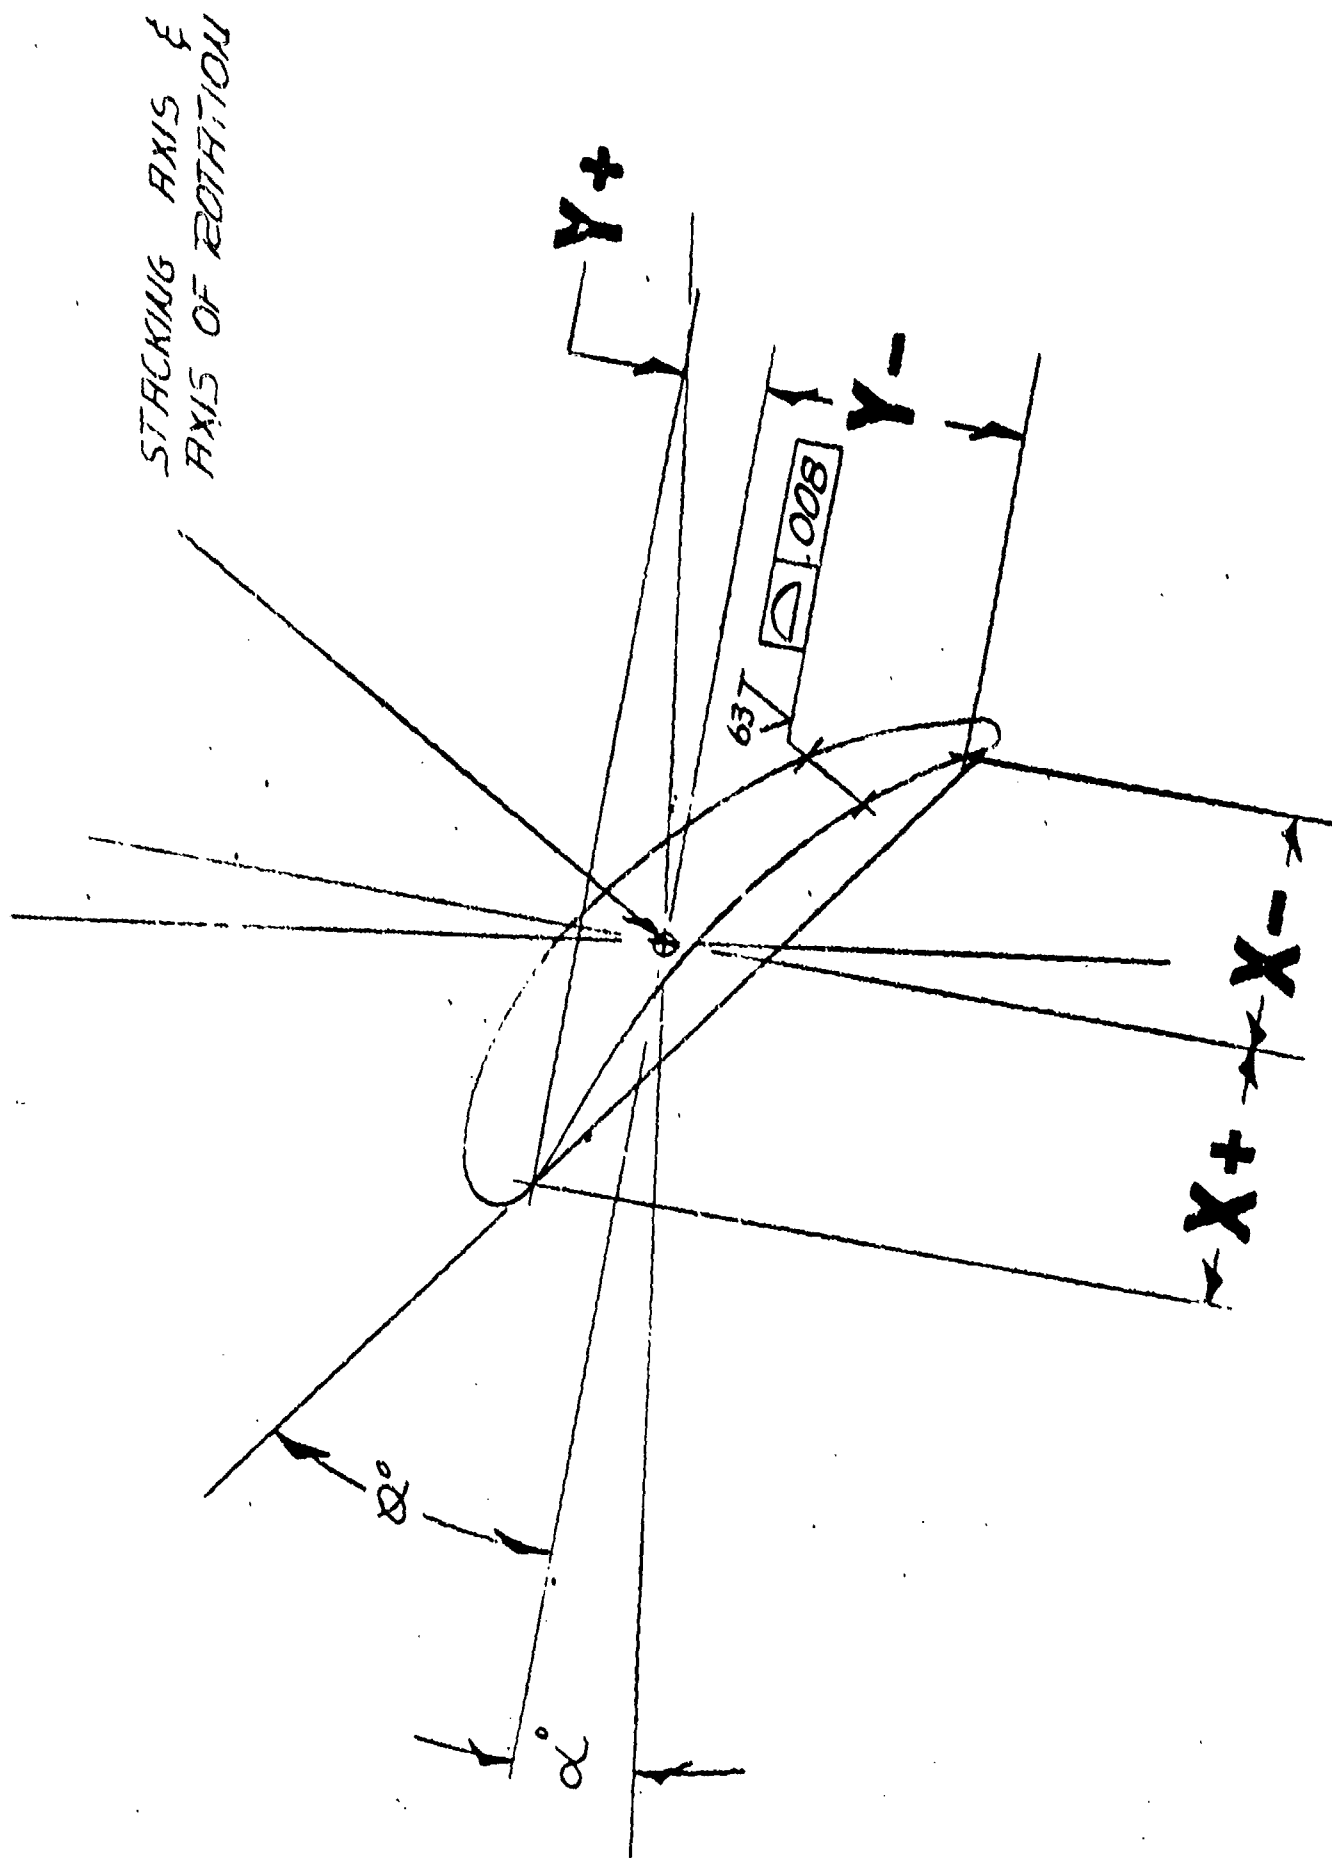 STACKING AXIS &
AXIS OF ROTATION
Y+
Y-
.008
63
X-
X+
α°